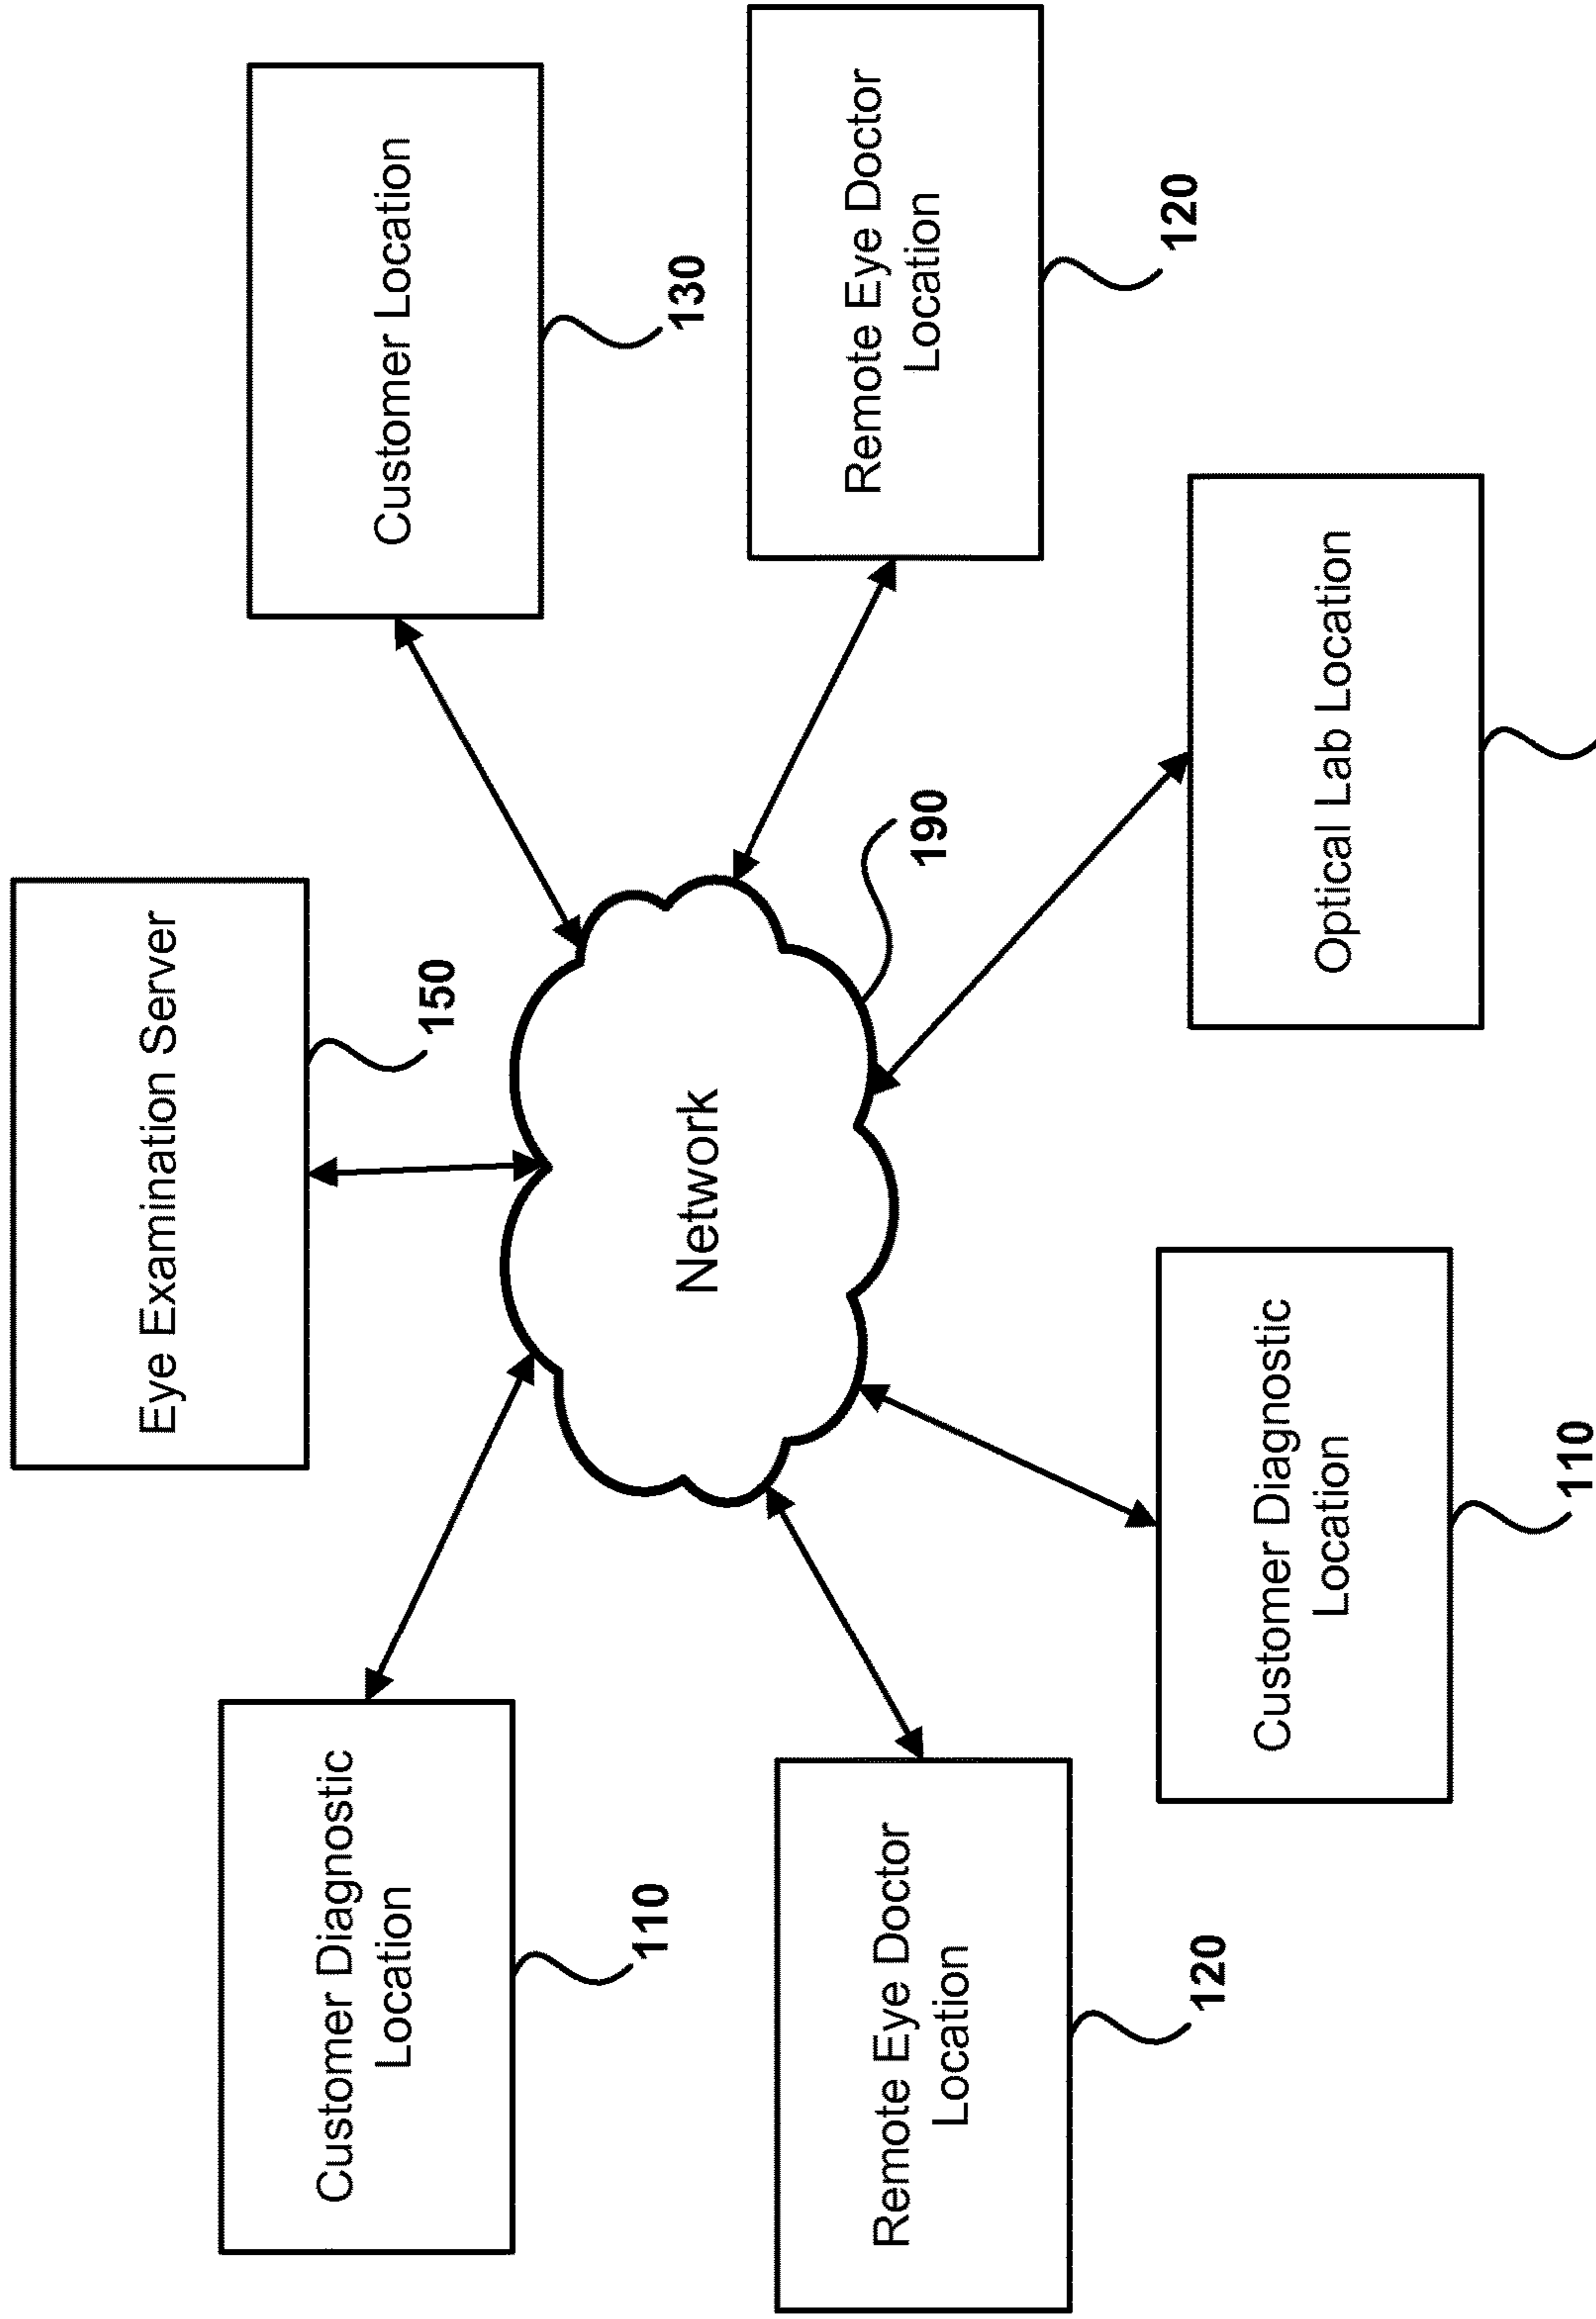 Eye Examination Server
150
Customer Diagnostic
Location
110
Customer Location
130
Network
190
Remote Eye Doctor
Location
120
Remote Eye Doctor
Location
120
Customer Diagnostic
Location
110
Optical Lab Location